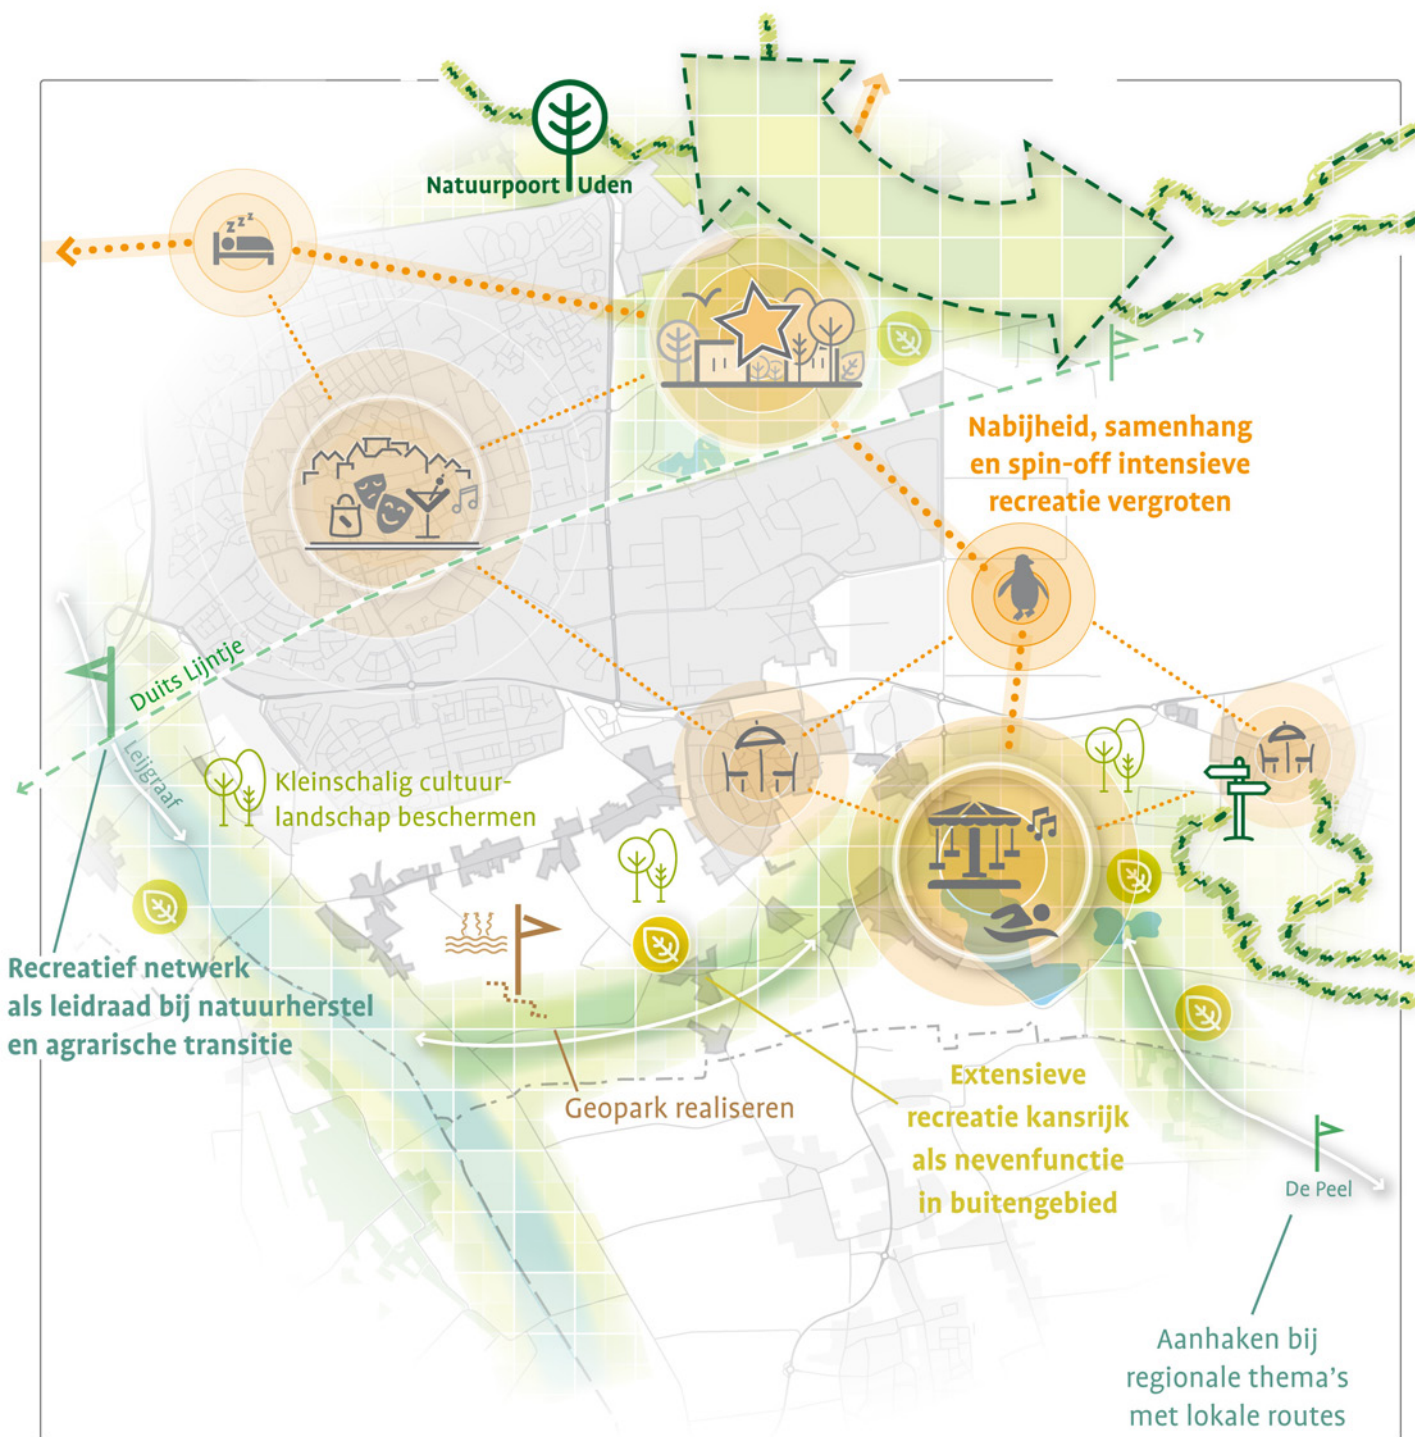 Natuurpoort Uden
z z z
Nabijheid, samenhang
en spin-off intensieve
recreatie vergroten
Duits Lijntje
Leijgraaf
Kleinschalig cultuur-
landschap beschermen
Recreatief netwerk
als leidraad bij natuurherstel
en agrarische transitie
Geopark realiseren
Extensieve
recreatie kansrijk
als nevenfunctie
in buitengebied
De Peel
Aanhaken bij
regionale thema's
met lokale routes